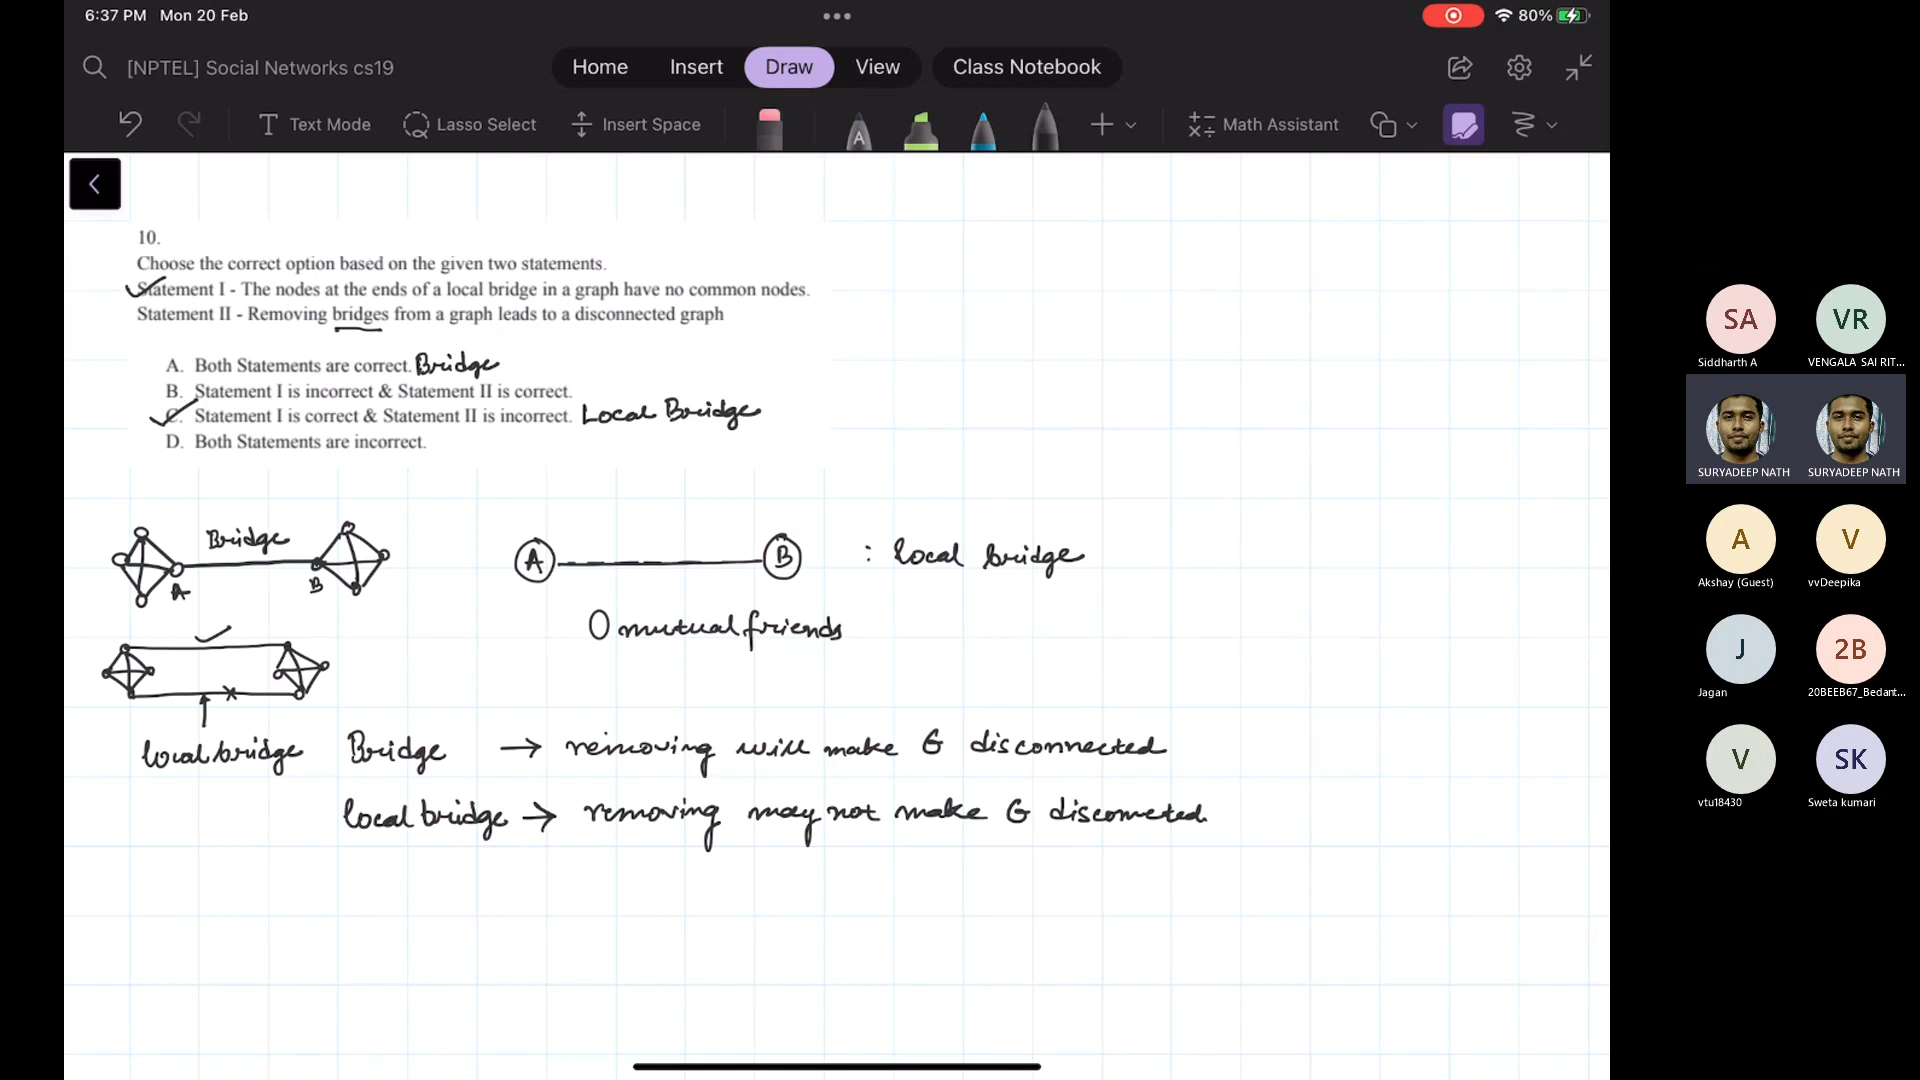 6:37 PM Mon 20 Feb
80%
[NPTEL] Social Networks cs19
Home Insert Draw View Class Notebook
Text Mode Lasso Select Insert Space A Math Assistant
10.
Choose the correct option based on the given two statements.
Statement I - The nodes at the ends of a local bridge in a graph have no common nodes.
Statement II - Removing bridges from a graph leads to a disconnected graph
A. Both Statements are correct. Bridge
B. Statement I is incorrect & Statement II is correct.
C. Statement I is correct & Statement II is incorrect. Local Bridge
D. Both Statements are incorrect.
Bridge
A B
A B : local bridge
0 mutual friends
local bridge
Bridge → removing will make G disconnected
local bridge → removing may not make G disconnected.
SA VR
Siddharth A VENGALA SAI RIT...
SURYADEEP NATH SURYADEEP NATH
A V
Akshay (Guest) vvDeepika
J 2B
Jagan 20BEEB67_Bedant...
V SK
vtu18430 Sweta kumari